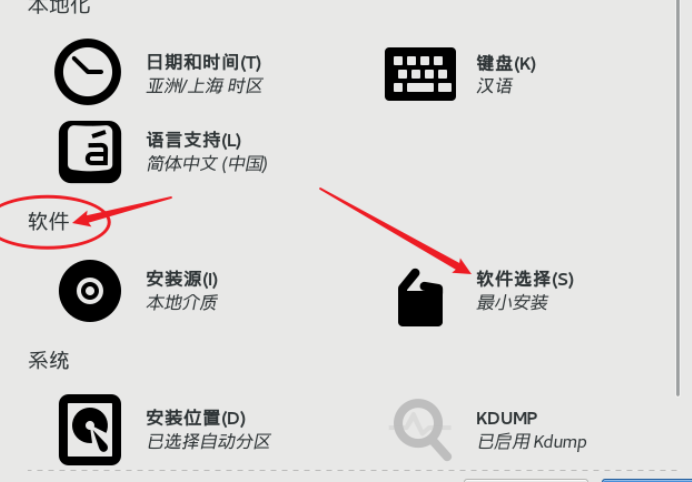 本地化
日期和时间(T)
亚洲/上海 时区
键盘(K)
汉语
语言支持(L)
简体中文 (中国)
软件
安装源(I)
本地介质
软件选择(S)
最小安装
系统
安装位置(D)
已选择自动分区
KDUMP
已启用 Kdump